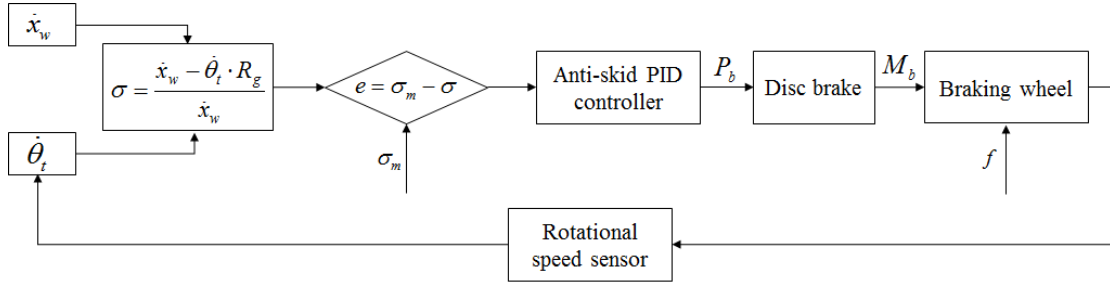 ẋ_w
σ = (ẋ_w − θ̇_t · R_g) / ẋ_w
θ̇_t
e = σ_m − σ
σ_m
Anti-skid PID
controller
P_b
Disc brake
M_b
Braking wheel
f
Rotational
speed sensor